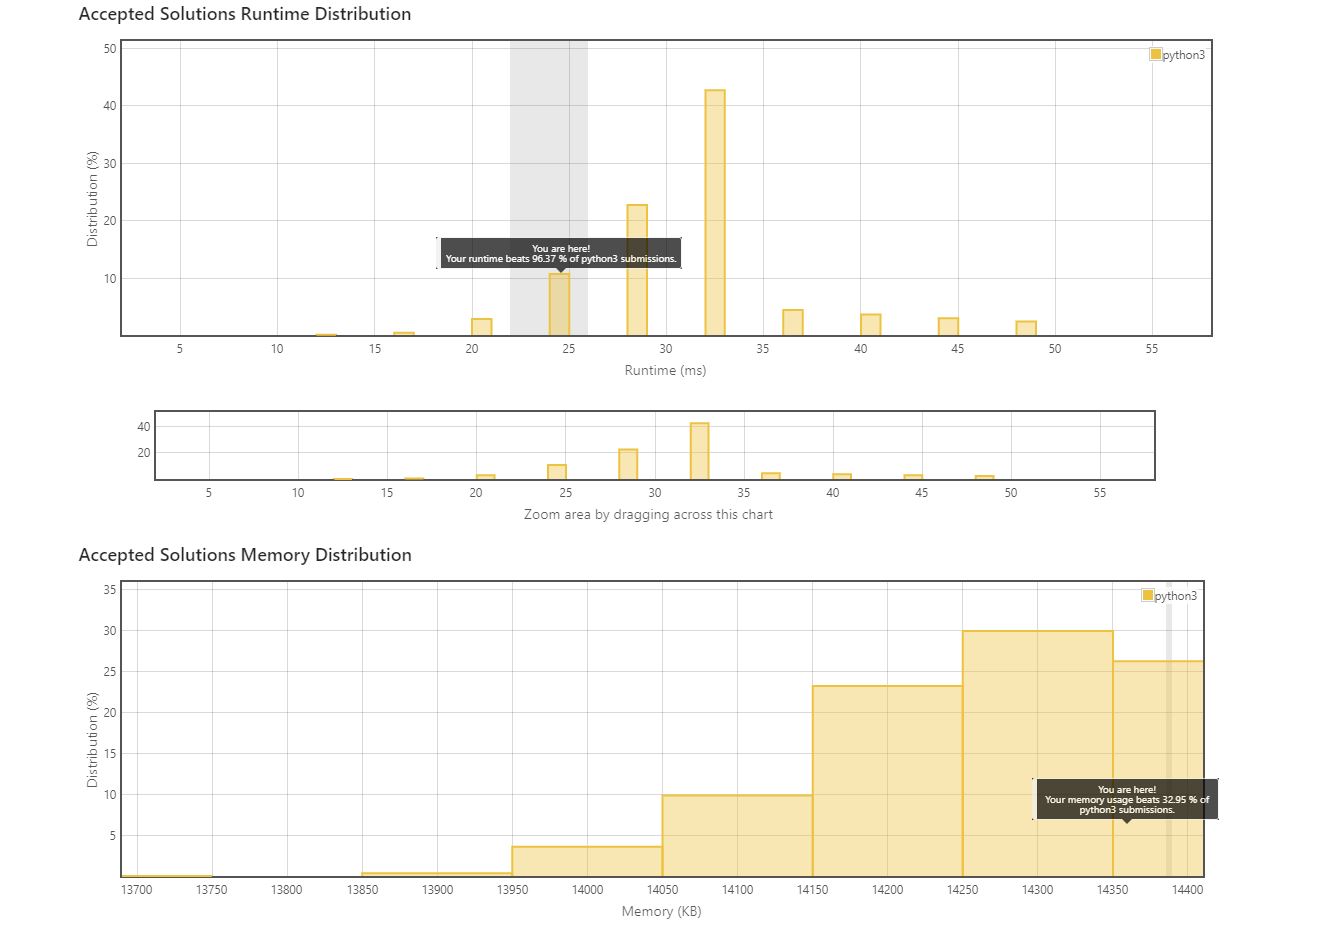 Accepted Solutions Runtime Distribution
50
python3
40
30
20
10
Distribution (%)
You are here!
Your runtime beats 96.37 % of python3 submissions.
5 10 15 20 25 30 35 40 45 50 55
Runtime (ms)
40
20
5 10 15 20 25 30 35 40 45 50 55
Zoom area by dragging across this chart
Accepted Solutions Memory Distribution
35
python3
30
25
20
15
10
5
Distribution (%)
You are here!
Your memory usage beats 32.95 % of
python3 submissions.
13700 13750 13800 13850 13900 13950 14000 14050 14100 14150 14200 14250 14300 14350 14400
Memory (KB)